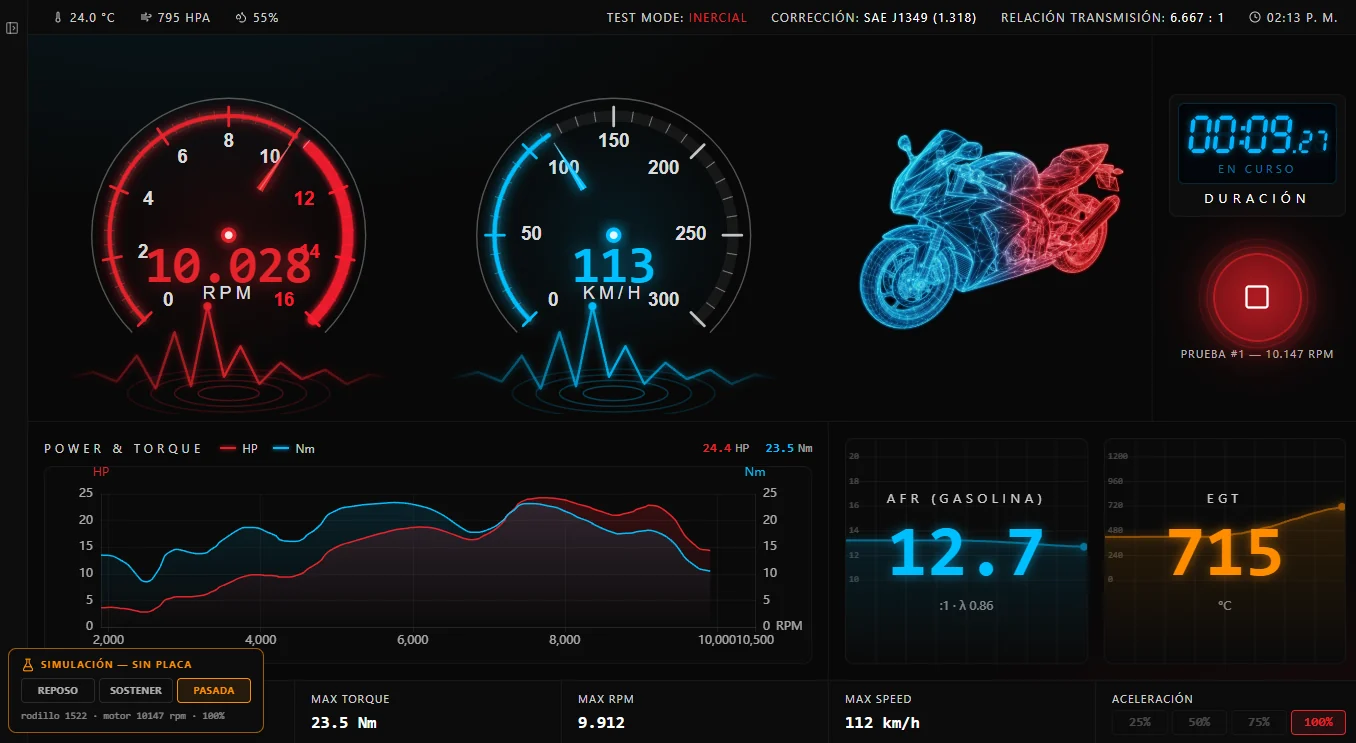 24.0 °C 795 HPA 55% TEST MODE: INERCIAL CORRECCIÓN: SAE J1349 (1.318) RELACIÓN TRANSMISIÓN: 6.667 : 1 02:13 P. M.
0 2 4 6 8 10 12 14 16
10.028
RPM
0 50 100 150 200 250 300
113
KM/H
00:09.27
EN CURSO
DURACIÓN
PRUEBA #1 — 10.147 RPM
POWER & TORQUE HP Nm 24.4 HP 23.5 Nm
HP Nm
25 25
20 20
15 15
10 10
5 5
0 0 RPM
2,000 4,000 6,000 8,000 10,000 10,500
AFR (GASOLINA)
20
18
16
14
12
10
12.7
:1 · λ 0.86
EGT
1200
960
720
480
240
0
715
°C
SIMULACIÓN — SIN PLACA
REPOSO SOSTENER PASADA
rodillo 1522 · motor 10147 rpm · 100%
MAX TORQUE
23.5 Nm
MAX RPM
9.912
MAX SPEED
112 km/h
ACELERACIÓN
25% 50% 75% 100%